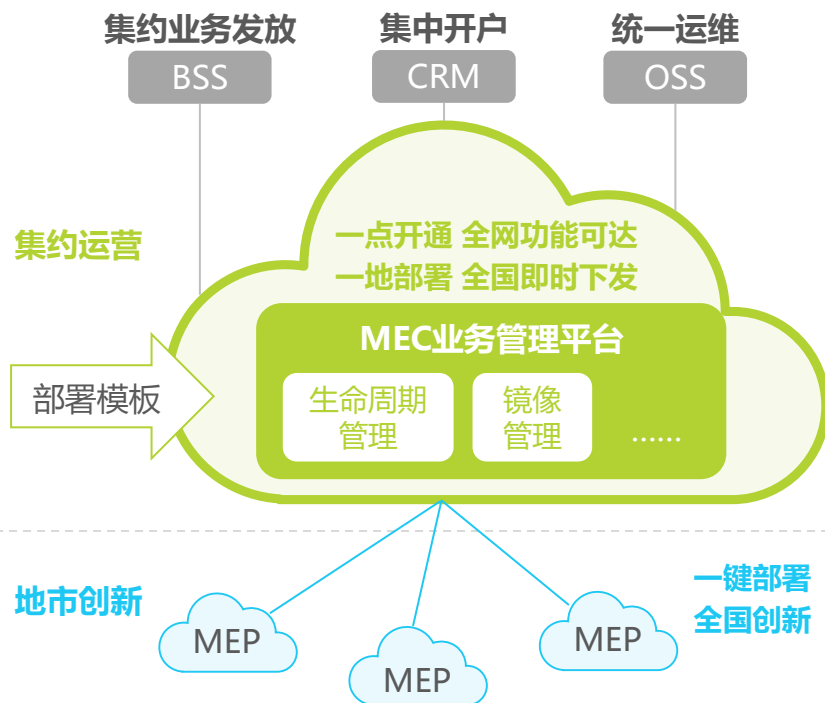 集约业务发放
集中开户
统一运维
BSS
CRM
OSS
集约运营
一点开通 全网功能可达
一地部署 全国即时下发
MEC业务管理平台
部署模板
生命周期
管理
镜像
管理
......
地市创新
一键部署
全国创新
MEP
MEP
MEP